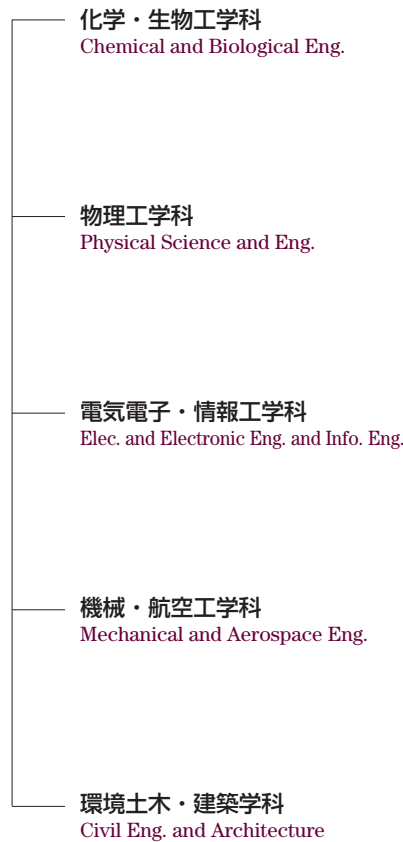 化学・生物工学科
Chemical and Biological Eng.
物理工学科
Physical Science and Eng.
電気電子・情報工学科
Elec. and Electronic Eng. and Info. Eng.
機械・航空工学科
Mechanical and Aerospace Eng.
環境土木・建築学科
Civil Eng. and Architecture